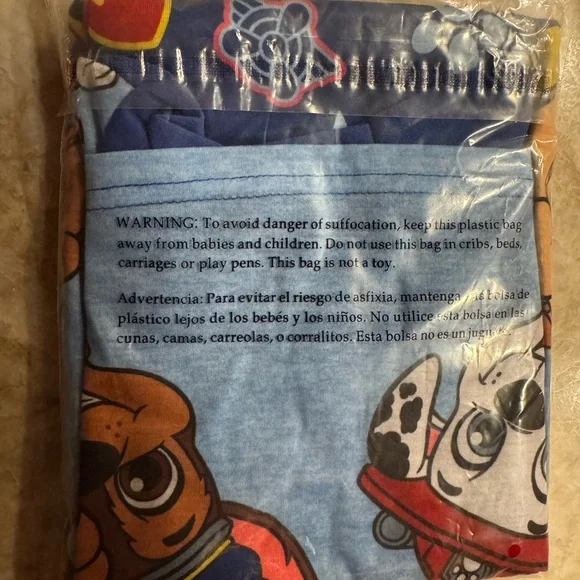 WARNING: To avoid danger of suffocation, keep this plastic bag
away from babies and children. Do not use this bag in cribs, beds,
carriages or play pens. This bag is not a toy.
Advertencia: Para evitar el riesgo de asfixia, mantenga bolsa de
plástico lejos de los bebés y los niños. No utilice esta bolsa en las
cunas, camas, carreolas, o corralitos. Esta bolsa no es un